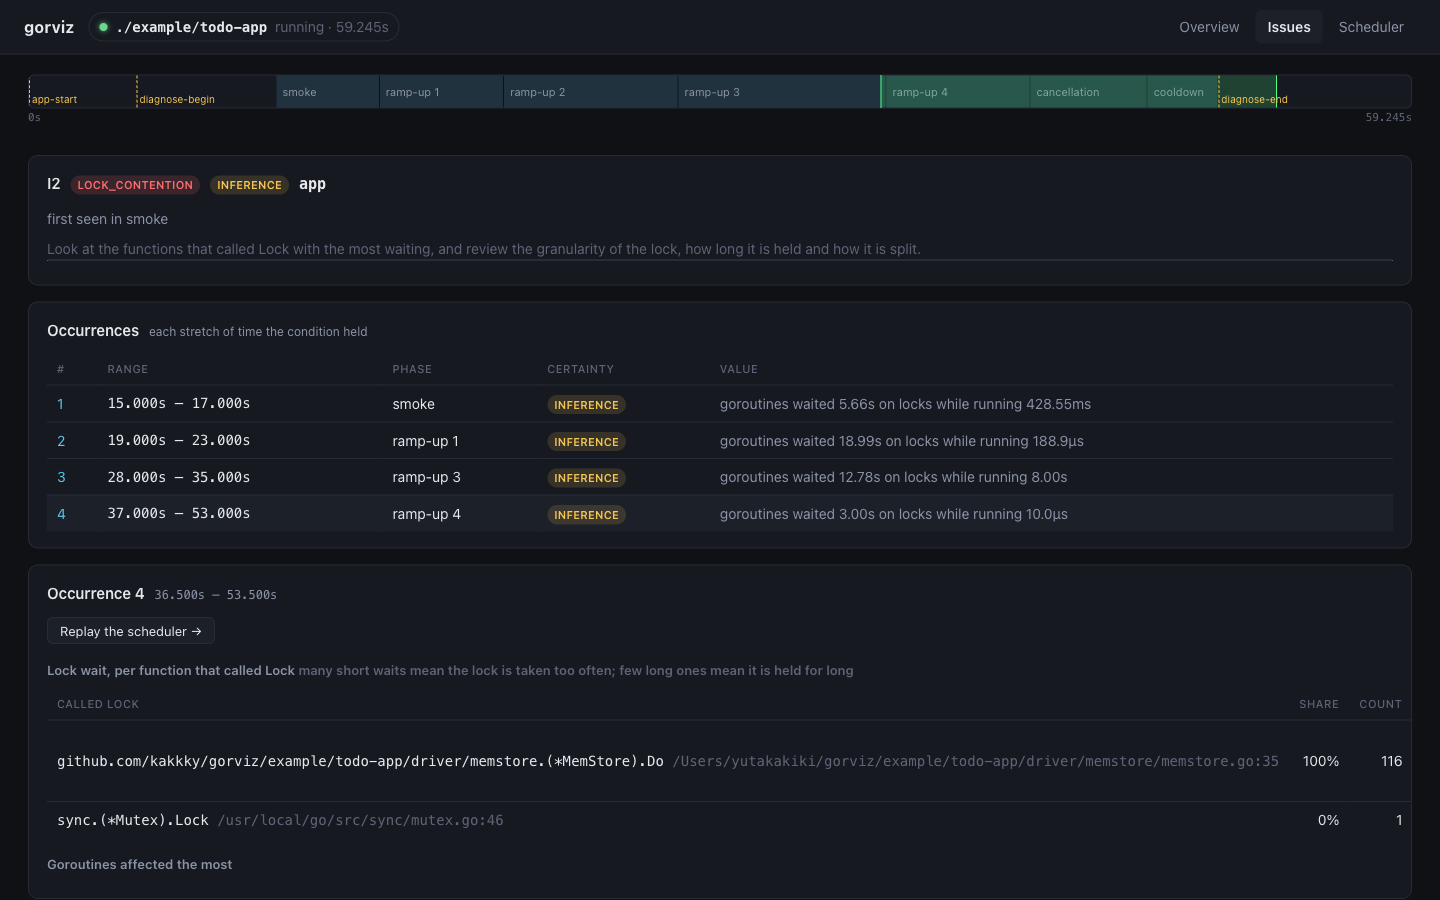 gorviz ./example/todo-app running · 59.245s Overview Issues Scheduler
app-start diagnose-begin smoke ramp-up 1 ramp-up 2 ramp-up 3 ramp-up 4 cancellation cooldown diagnose-end
0s 59.245s
I2 LOCK_CONTENTION INFERENCE app
first seen in smoke
Look at the functions that called Lock with the most waiting, and review the granularity of the lock, how long it is held and how it is split.
Occurrences each stretch of time the condition held
# RANGE PHASE CERTAINTY VALUE
1 15.000s – 17.000s smoke INFERENCE goroutines waited 5.66s on locks while running 428.55ms
2 19.000s – 23.000s ramp-up 1 INFERENCE goroutines waited 18.99s on locks while running 188.9µs
3 28.000s – 35.000s ramp-up 3 INFERENCE goroutines waited 12.78s on locks while running 8.00s
4 37.000s – 53.000s ramp-up 4 INFERENCE goroutines waited 3.00s on locks while running 10.0µs
Occurrence 4 36.500s – 53.500s
Replay the scheduler →
Lock wait, per function that called Lock many short waits mean the lock is taken too often; few long ones mean it is held for long
CALLED LOCK SHARE COUNT
github.com/kakkky/gorviz/example/todo-app/driver/memstore.(*MemStore).Do /Users/yutakakiki/gorviz/example/todo-app/driver/memstore/memstore.go:35 100% 116
sync.(*Mutex).Lock /usr/local/go/src/sync/mutex.go:46 0% 1
Goroutines affected the most